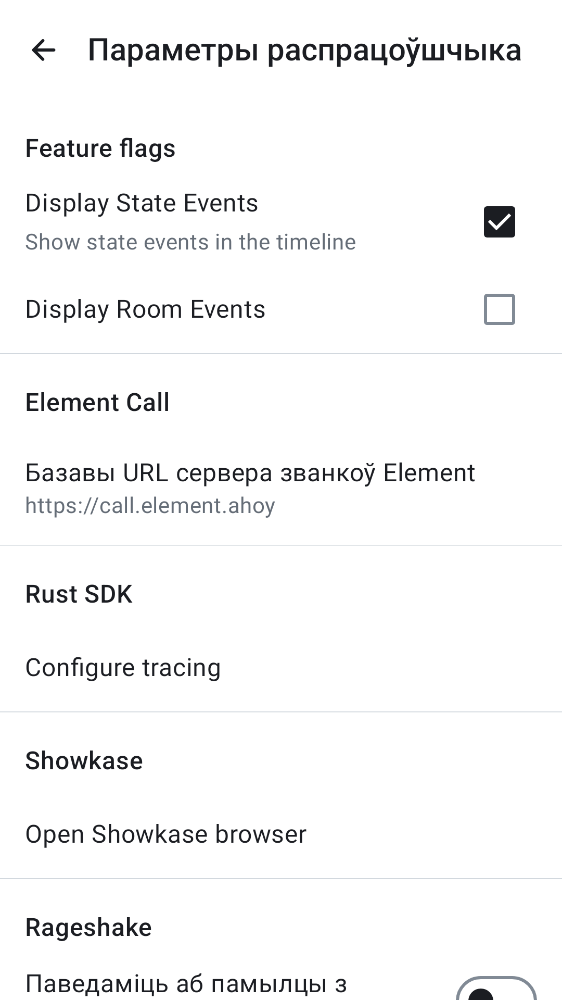 Параметры распрацоўшчыка
Feature flags
Display State Events
Show state events in the timeline
Display Room Events
Element Call
Базавы URL сервера званкоў Element
https://call.element.ahoy
Rust SDK
Configure tracing
Showkase
Open Showkase browser
Rageshake
Паведаміць аб памылцы з